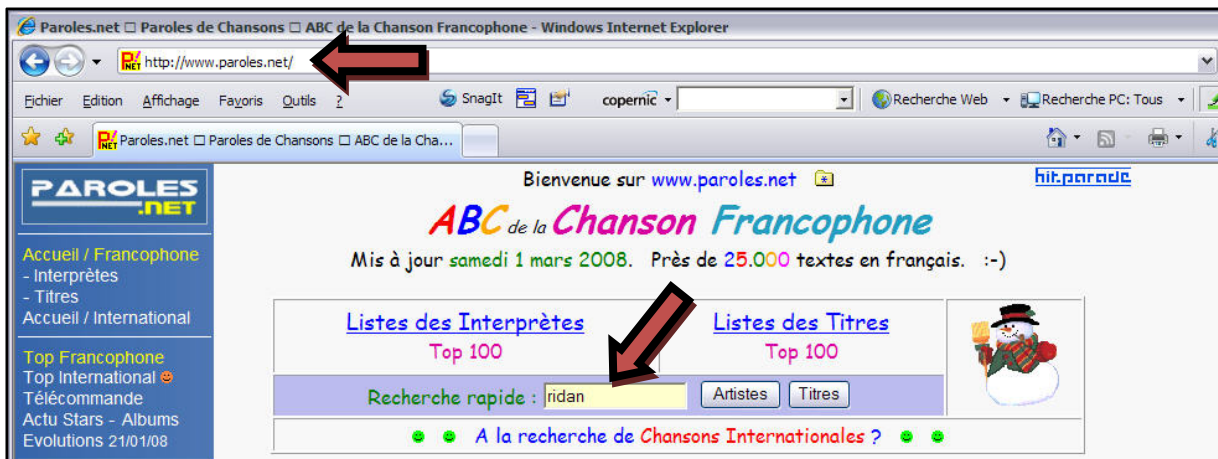 Paroles.net □ Paroles de Chansons □ ABC de la Chanson Francophone - Windows Internet Explorer
http://www.paroles.net/
Fichier Edition Affichage Favoris Outils ? SnagIt copernic Recherche Web Recherche PC: Tous
Paroles.net □ Paroles de Chansons □ ABC de la Cha...
PAROLES
.NET
Accueil / Francophone
- Interprètes
- Titres
Accueil / International
Top Francophone
Top International
Télécommande
Actu Stars - Albums
Evolutions 21/01/08
Bienvenue sur www.paroles.net
hit.parade
ABC de la Chanson Francophone
Mis à jour samedi 1 mars 2008. Près de 25.000 textes en français. :-)
Listes des Interprètes
Top 100
Listes des Titres
Top 100
Recherche rapide : ridan Artistes Titres
A la recherche de Chansons Internationales ?